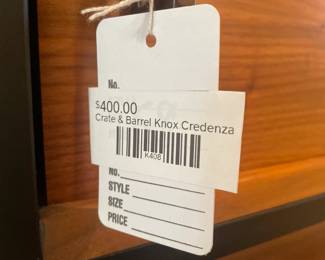 No.
$400.00
Crate & Barrel Knox Credenza
K408
No.
STYLE
SIZE
PRICE